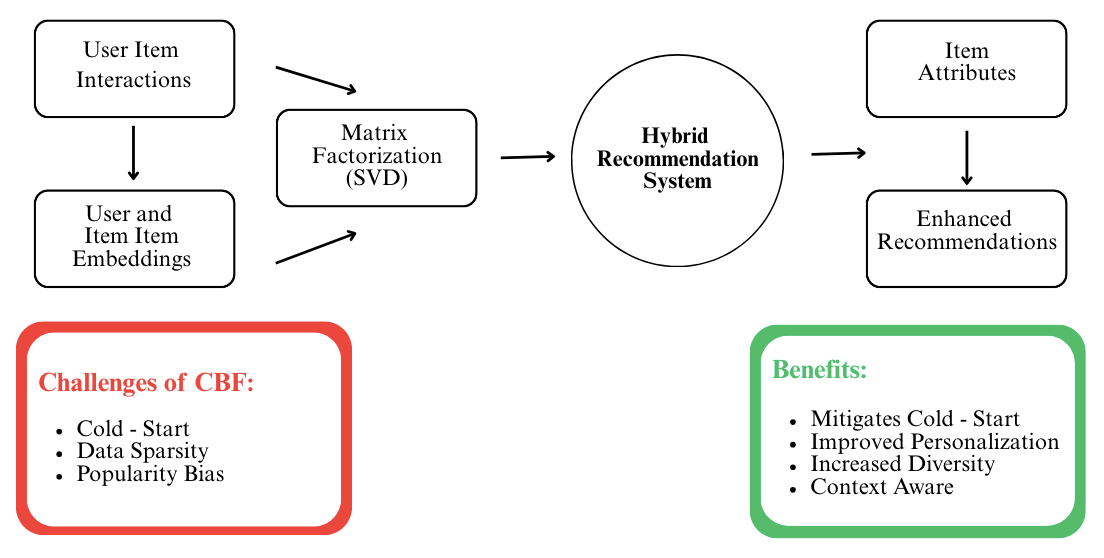 User Item
Interactions
User and
Item Item
Embeddings
Matrix
Factorization
(SVD)
Hybrid
Recommendation
System
Item
Attributes
Enhanced
Recommendations
Challenges of CBF:
• Cold - Start
• Data Sparsity
• Popularity Bias
Benefits:
• Mitigates Cold - Start
• Improved Personalization
• Increased Diversity
• Context Aware